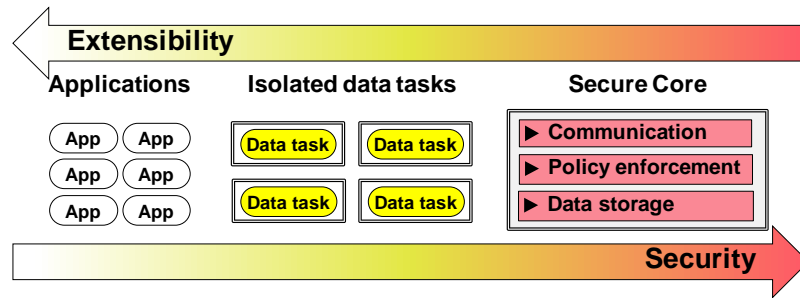 Extensibility
Applications Isolated data tasks Secure Core
App App Data task Data task ► Communication
App App ► Policy enforcement
App App Data task Data task ► Data storage
Security